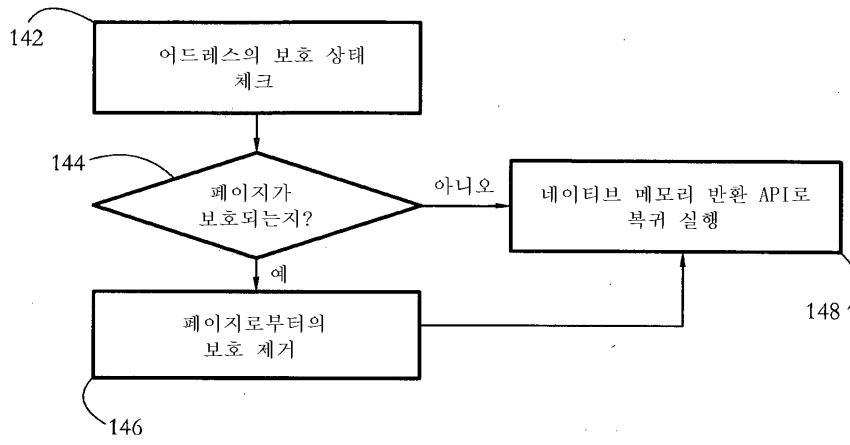 142
어드레스의 보호 상태
체크
144
페이지가
보호되는지?
아니오
네이티브 메모리 반환 API로
복귀 실행
예
148
페이지로부터의
보호 제거
146